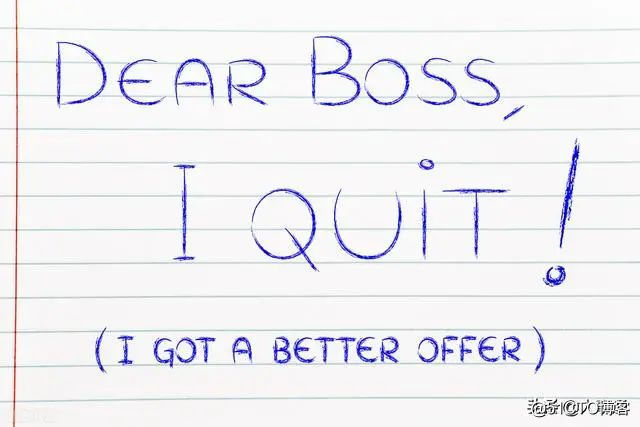 DEAR BOSS,
I QUiT!
(I GOT A BETTER OFFER)